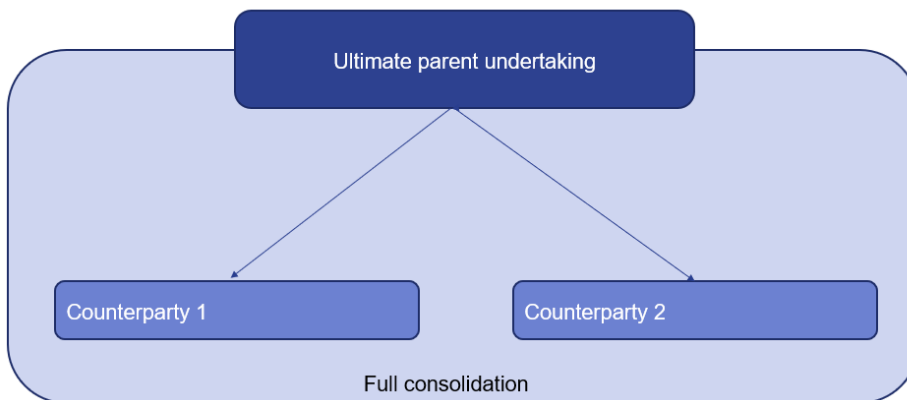 Ultimate parent undertaking
Counterparty 1
Counterparty 2
Full consolidation